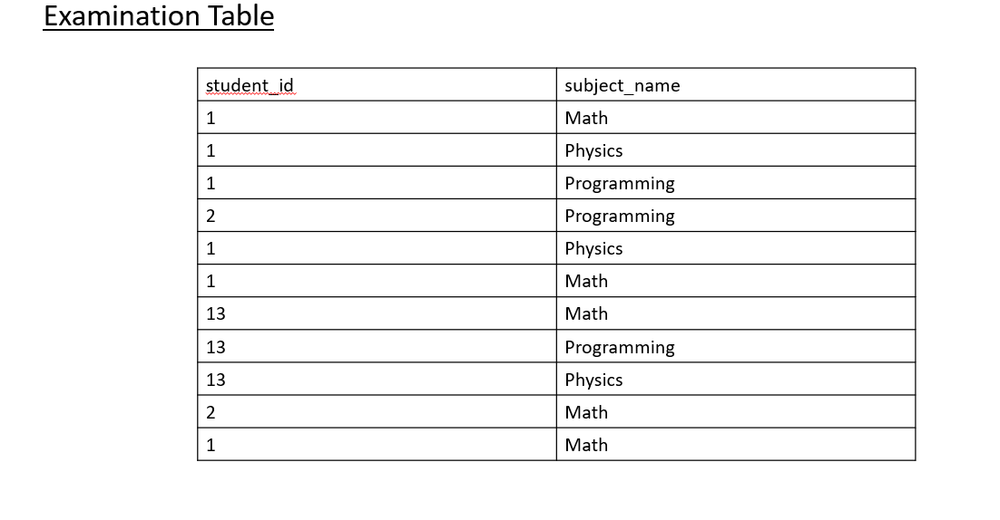 Examination Table
student_id subject_name
1 Math
1 Physics
1 Programming
2 Programming
1 Physics
1 Math
13 Math
13 Programming
13 Physics
2 Math
1 Math